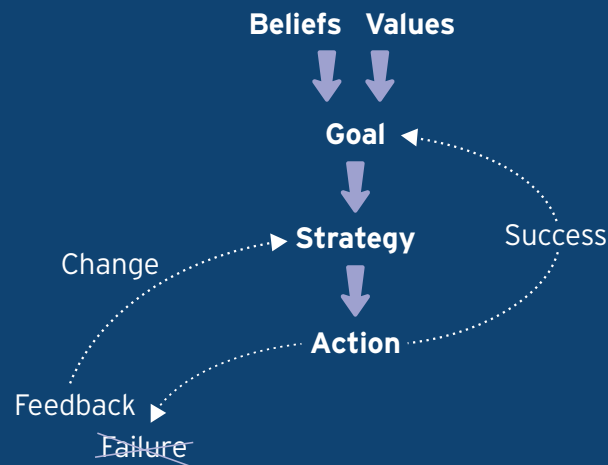 Beliefs Values
Goal
Strategy
Success
Change
Action
Feedback
Failure